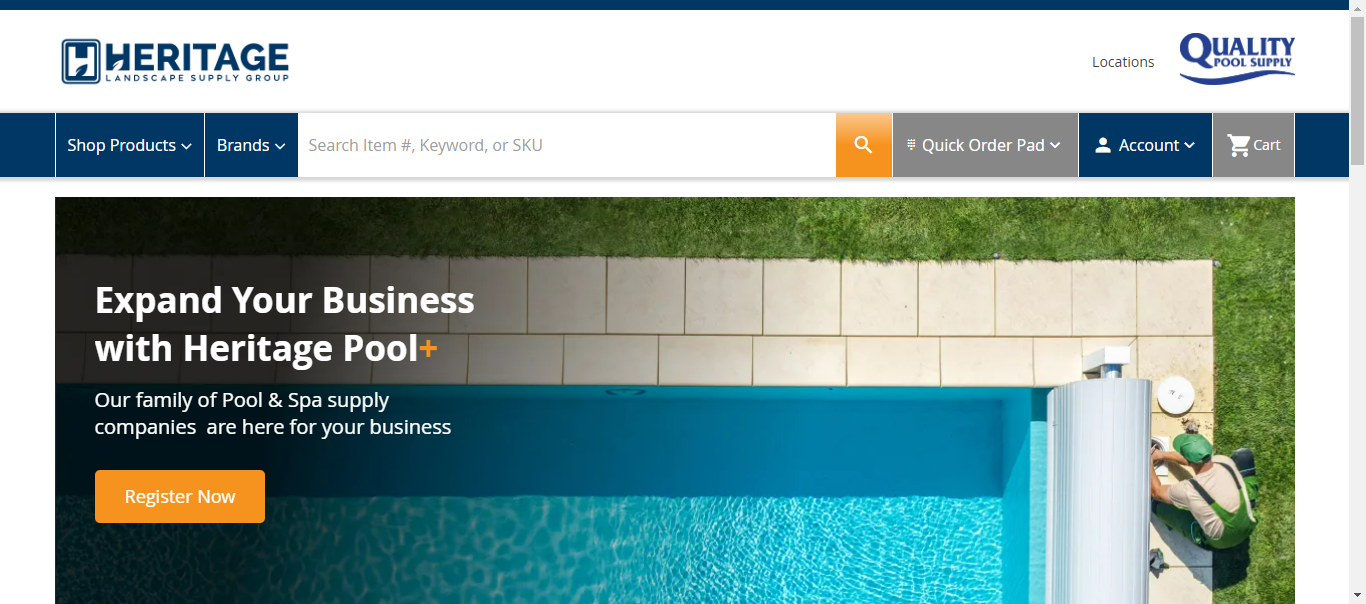 HERITAGE
LANDSCAPE SUPPLY GROUP
Locations
QUALITY
POOL SUPPLY
Shop Products
Brands
Search Item #, Keyword, or SKU
Quick Order Pad
Account
Cart
Expand Your Business
with Heritage Pool+
Our family of Pool & Spa supply
companies are here for your business
Register Now